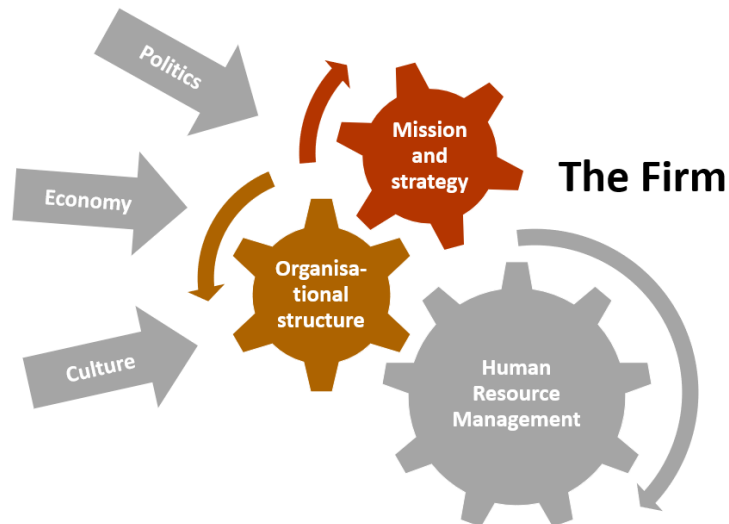 Politics
Mission
and
strategy
The Firm
Economy
Organisa-
tional
structure
Culture
Human
Resource
Management